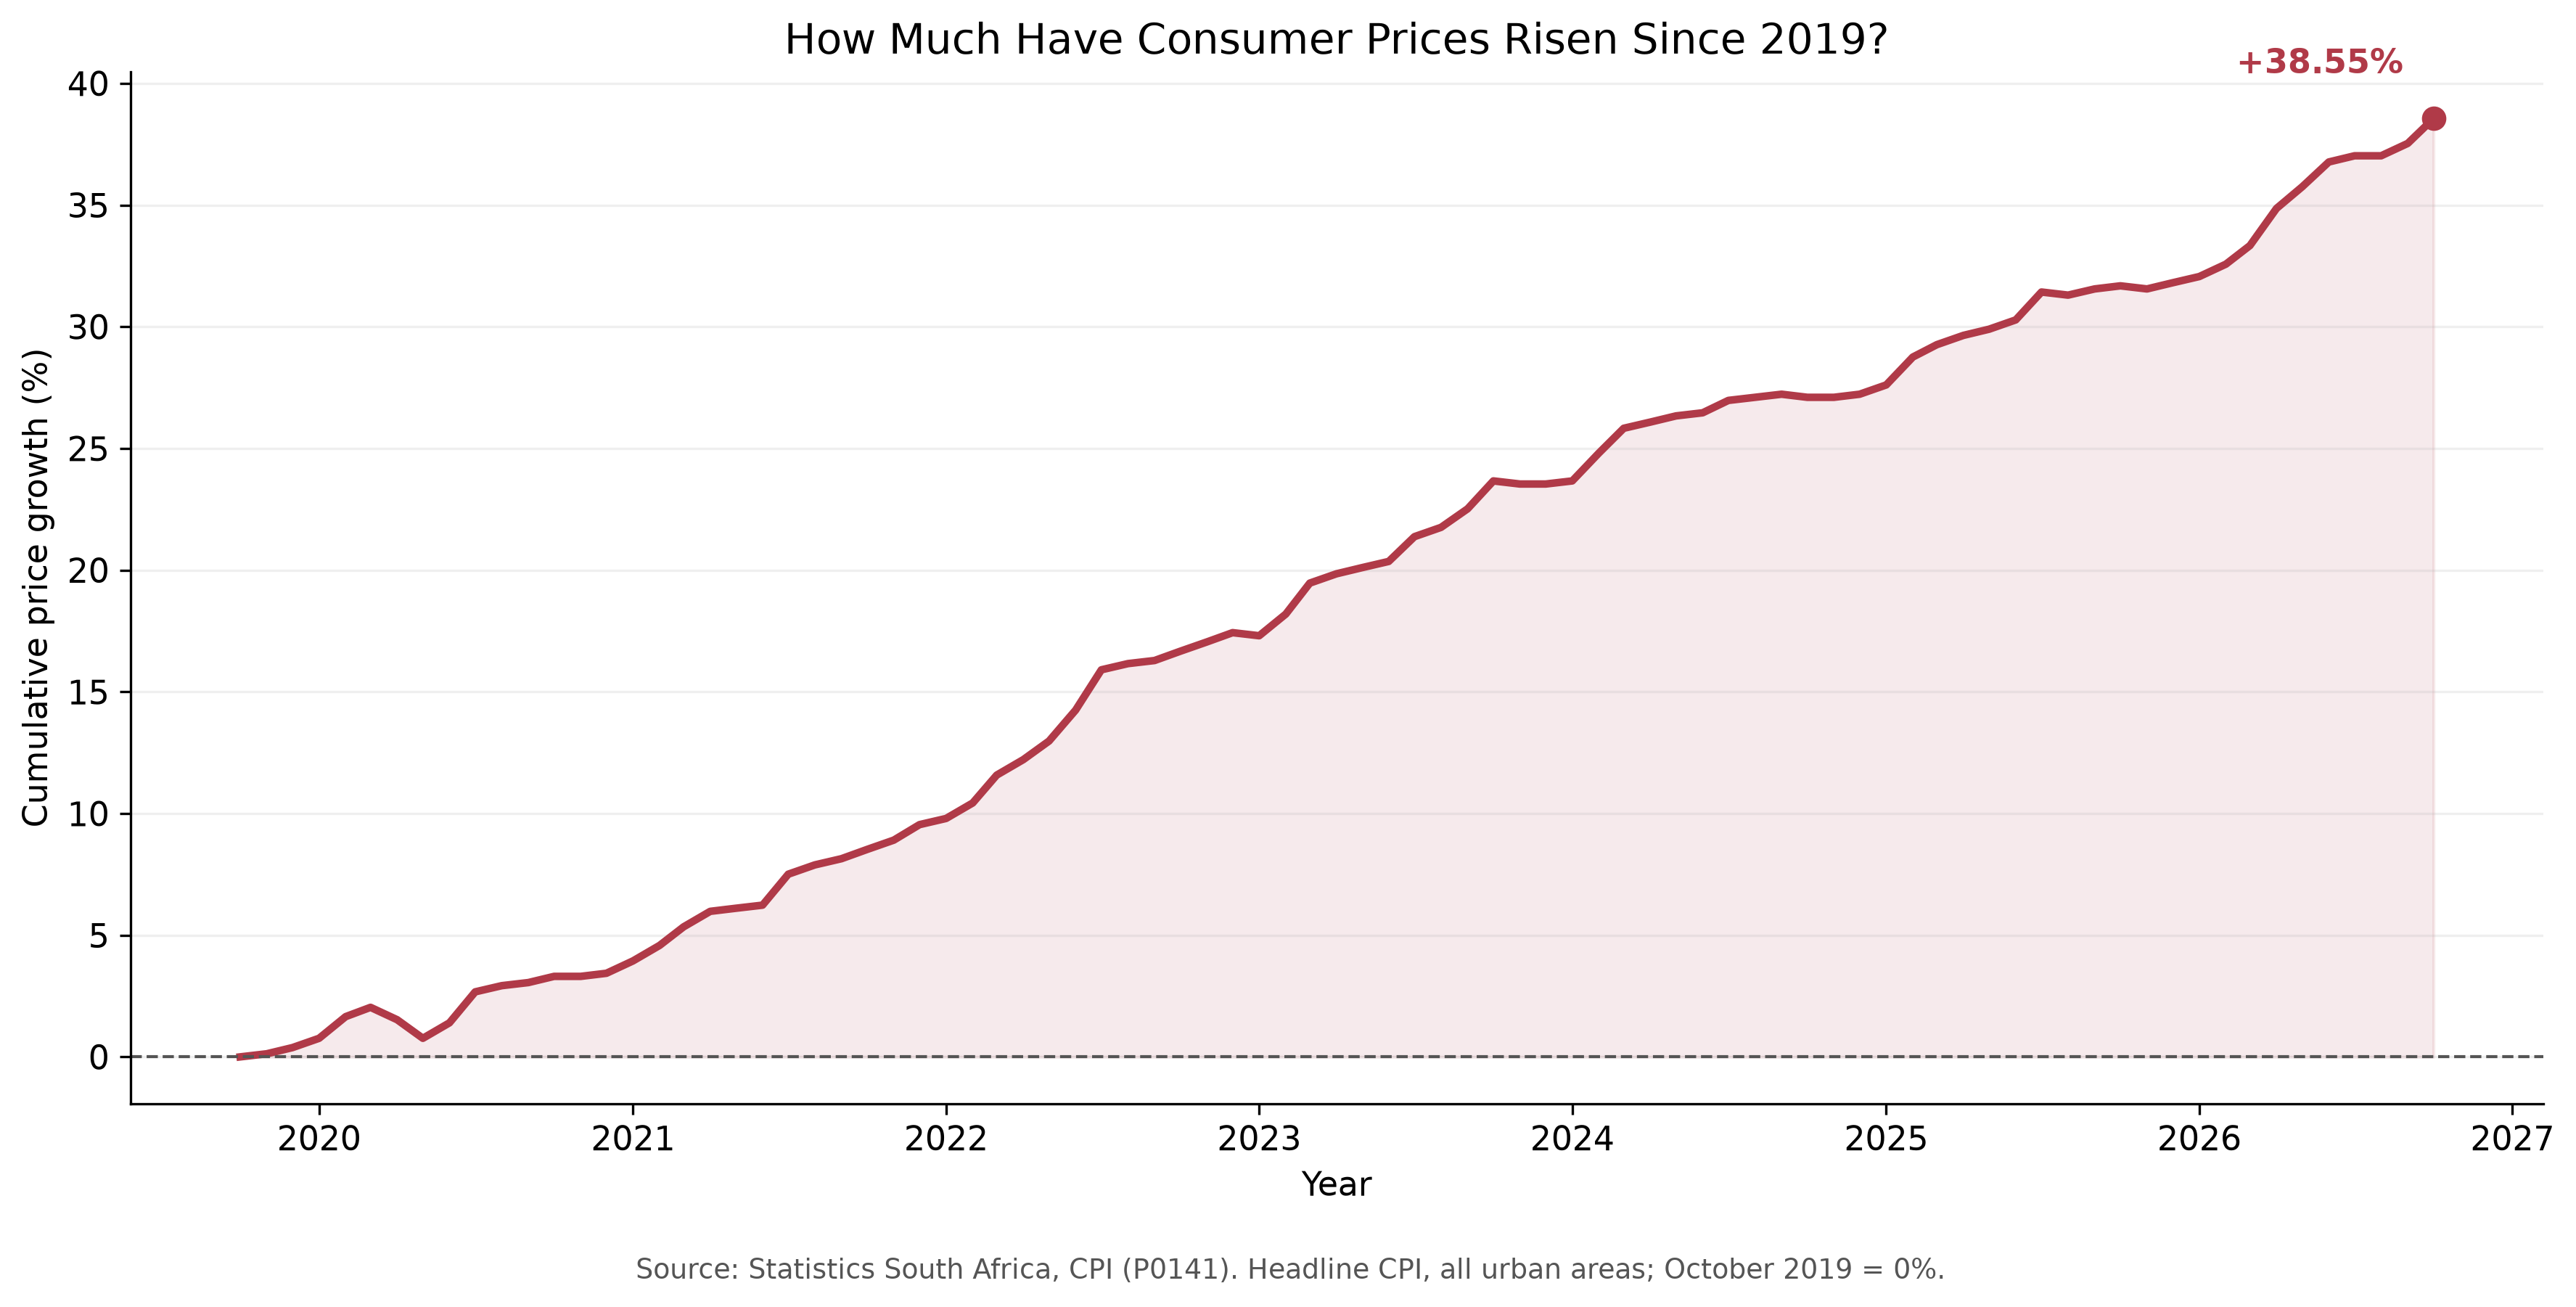 How Much Have Consumer Prices Risen Since 2019?
+38.55%
Cumulative price growth (%)
40
35
30
25
20
15
10
5
0
2020 2021 2022 2023 2024 2025 2026 2027
Year
Source: Statistics South Africa, CPI (P0141). Headline CPI, all urban areas; October 2019 = 0%.